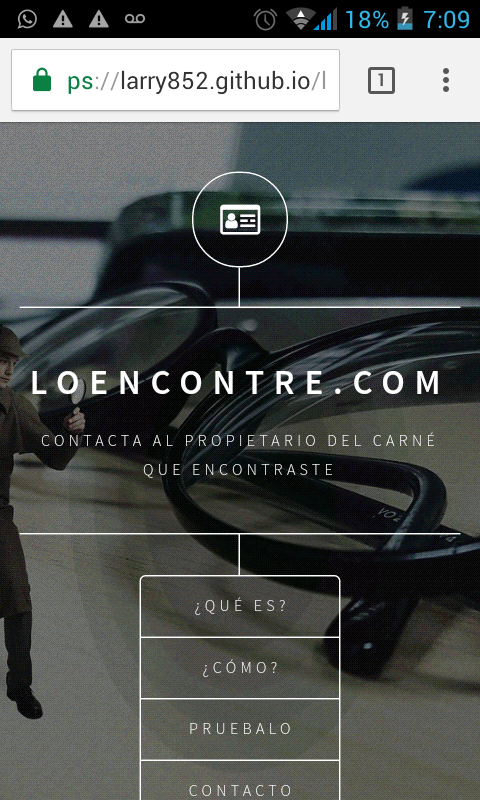 18% 7:09
ps://larry852.github.io/l
1
LOENCONTRE.COM
CONTACTA AL PROPIETARIO DEL CARNÉ
QUE ENCONTRASTE
¿QUÉ ES?
¿CÓMO?
PRUEBALO
CONTACTO